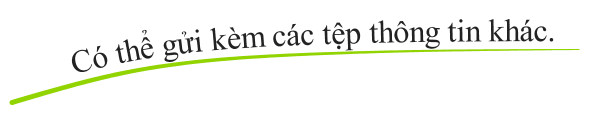 Có thể gửi kèm các tệp thông tin khác.